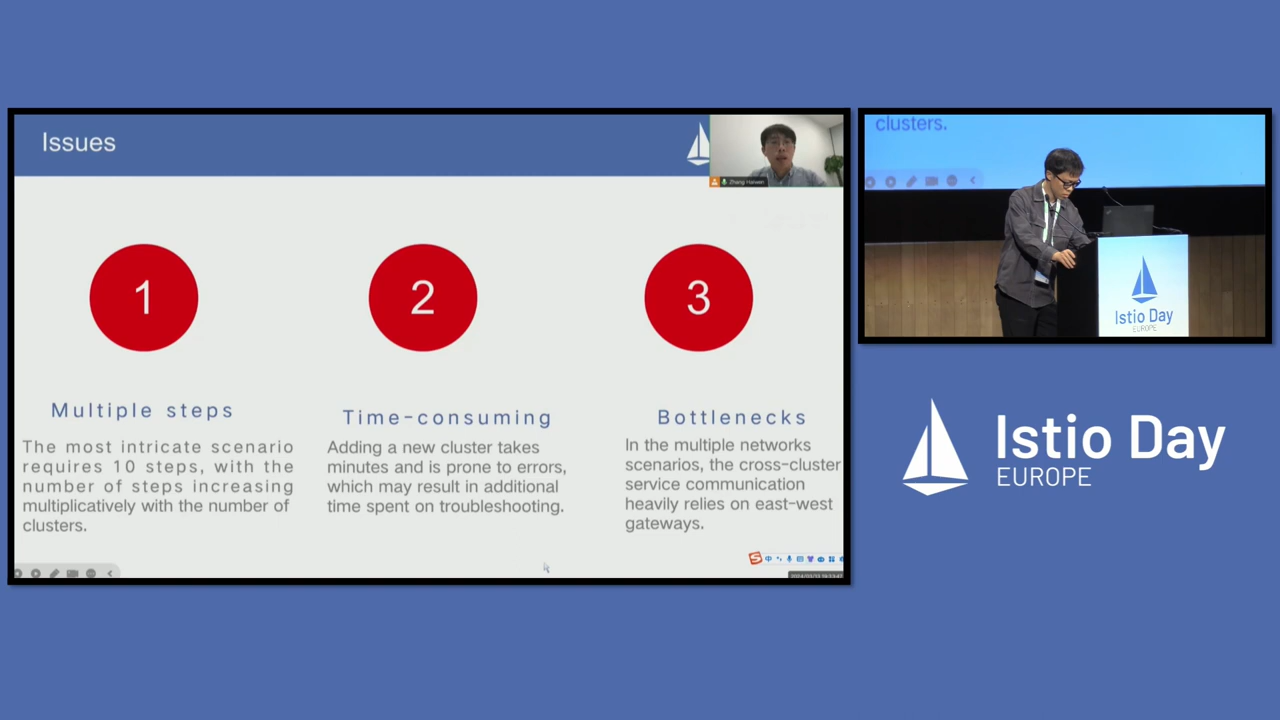 Issues
Zhang Hanwen
1
2
3
Multiple steps
The most intricate scenario
requires 10 steps, with the
number of steps increasing
multiplicatively with the number of
clusters.
Time-consuming
Adding a new cluster takes
minutes and is prone to errors,
which may result in additional
time spent on troubleshooting.
Bottlenecks
In the multiple networks
scenarios, the cross-cluster
service communication
heavily relies on east-west
gateways.
中
clusters.
Istio Day
EUROPE
Istio Day
EUROPE